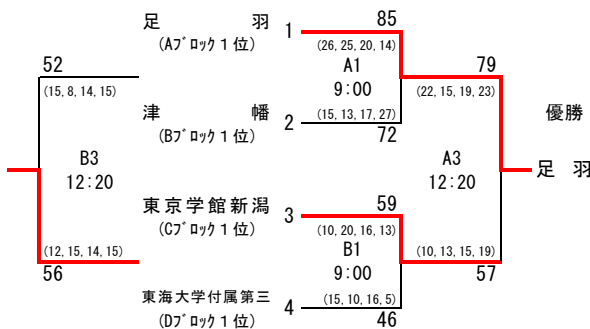 足 羽
(Aブロック1位)
1
85
(26, 25, 20, 14)
A1
9:00
(15, 13, 17, 27)
72
津 幡
(Bブロック1位)
2
52
(15, 8, 14, 15)
B3
12:20
(12, 15, 14, 15)
56
79
(22, 15, 19, 23)
A3
12:20
(10, 13, 15, 19)
57
優勝
足 羽
東京学館新潟
(Cブロック1位)
3
59
(10, 20, 16, 13)
B1
9:00
(15, 10, 16, 5)
46
東海大学付属第三
(Dブロック1位)
4